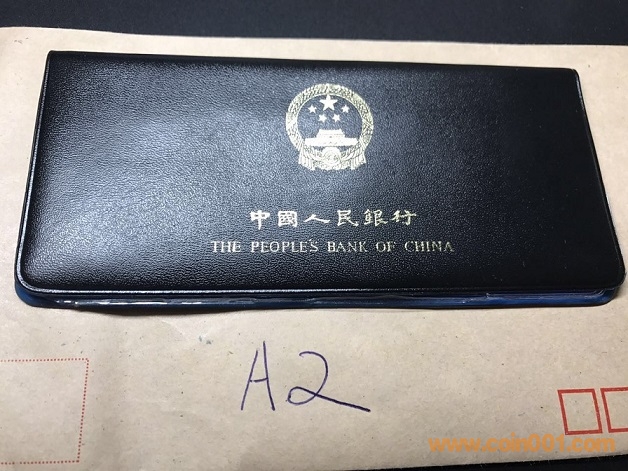 中國人民銀行
THE PEOPLE'S BANK OF CHINA
A2
www.coin001.com